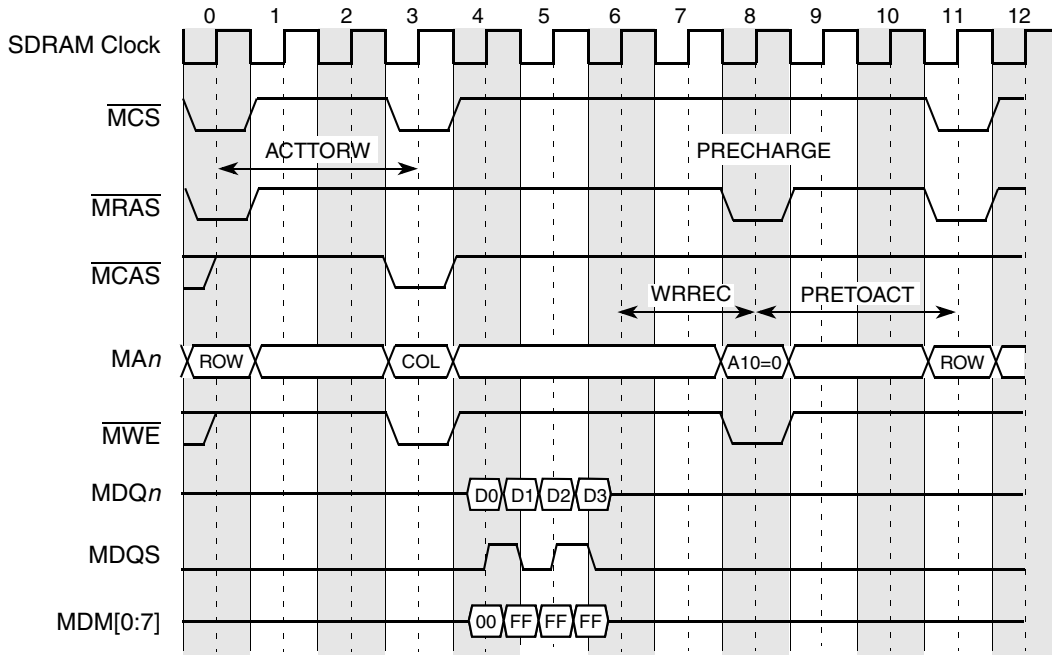 0 1 2 3 4 5 6 7 8 9 10 11 12
SDRAM Clock
MCS
ACTTORW PRECHARGE
MRAS
MCAS
WRREC PRETOACT
MAn ROW COL A10=0 ROW
MWE
MDQn D0 D1 D2 D3
MDQS
MDM[0:7] 00 FF FF FF